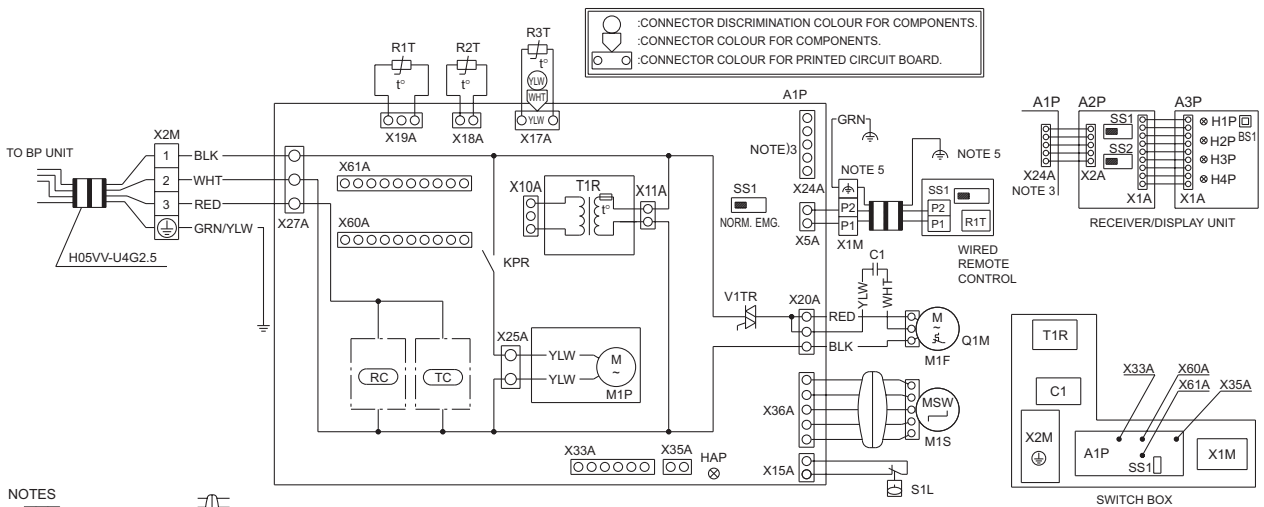 :CONNECTOR DISCRIMINATION COLOUR FOR COMPONENTS.
:CONNECTOR COLOUR FOR COMPONENTS.
:CONNECTOR COLOUR FOR PRINTED CIRCUIT BOARD.
R1T
t°
X19A
R2T
t°
X18A
R3T
t°
YLW
WHT
YLW
X17A
A1P
TO BP UNIT
X2M
1
BLK
2
WHT
3
RED
GRN/YLW
H05VV-U4G2.5
X27A
X61A
X60A
X10A
T1R
t°
X11A
KPR
X25A
YLW
YLW
M
~
M1P
RC
TC
X33A
X35A
HAP
SS1
NORM. EMG.
NOTE)3
X24A
X5A
GRN
NOTE 5
P2
P1
X1M
NOTE 5
SS1
P2
P1
R1T
WIRED
REMOTE
CONTROL
C1
YLW
WHT
V1TR
X20A
RED
BLK
M
~
Q1M
M1F
X36A
MSW
M1S
X15A
S1L
A1P
A2P
A3P
SS1
SS2
X24A
NOTE 3
X2A
X1A
X1A
H1P
BS1
H2P
H3P
H4P
RECEIVER/DISPLAY UNIT
T1R
C1
X2M
A1P
SS1
X1M
X33A
X60A
X61A
X35A
SWITCH BOX
NOTES